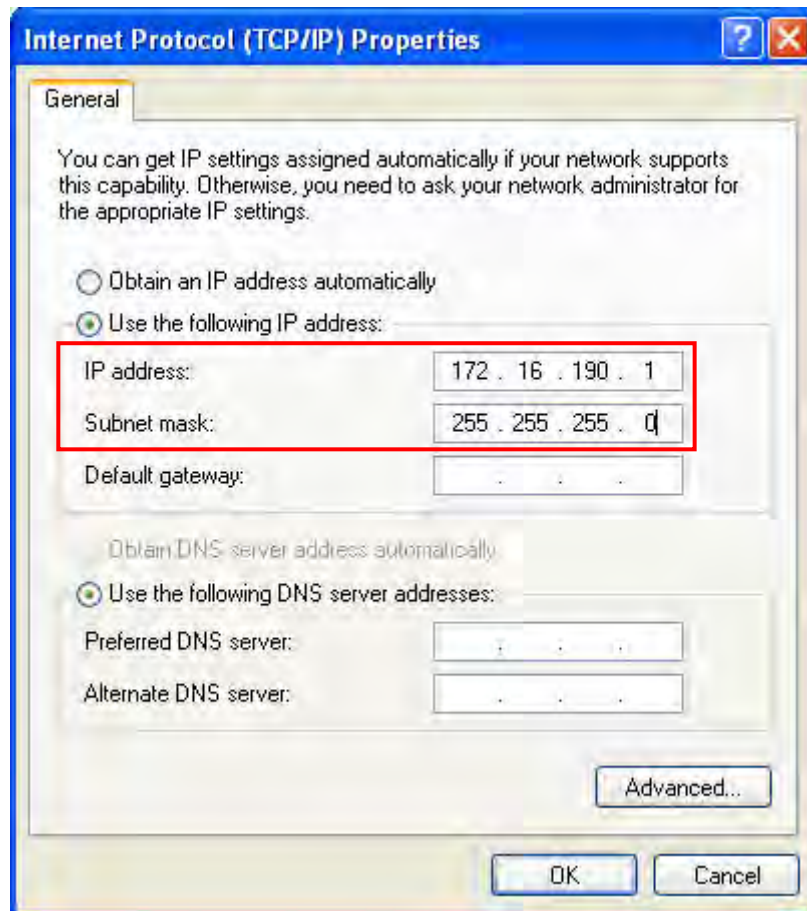 Internet Protocol (TCP/IP) Properties
General
You can get IP settings assigned automatically if your network supports
this capability. Otherwise, you need to ask your network administrator for
the appropriate IP settings.
Obtain an IP address automatically
Use the following IP address:
IP address: 172 . 16 . 190 . 1
Subnet mask: 255 . 255 . 255 . 0
Default gateway: . . .
Obtain DNS server address automatically
Use the following DNS server addresses:
Preferred DNS server: . . .
Alternate DNS server: . . .
Advanced...
OK Cancel